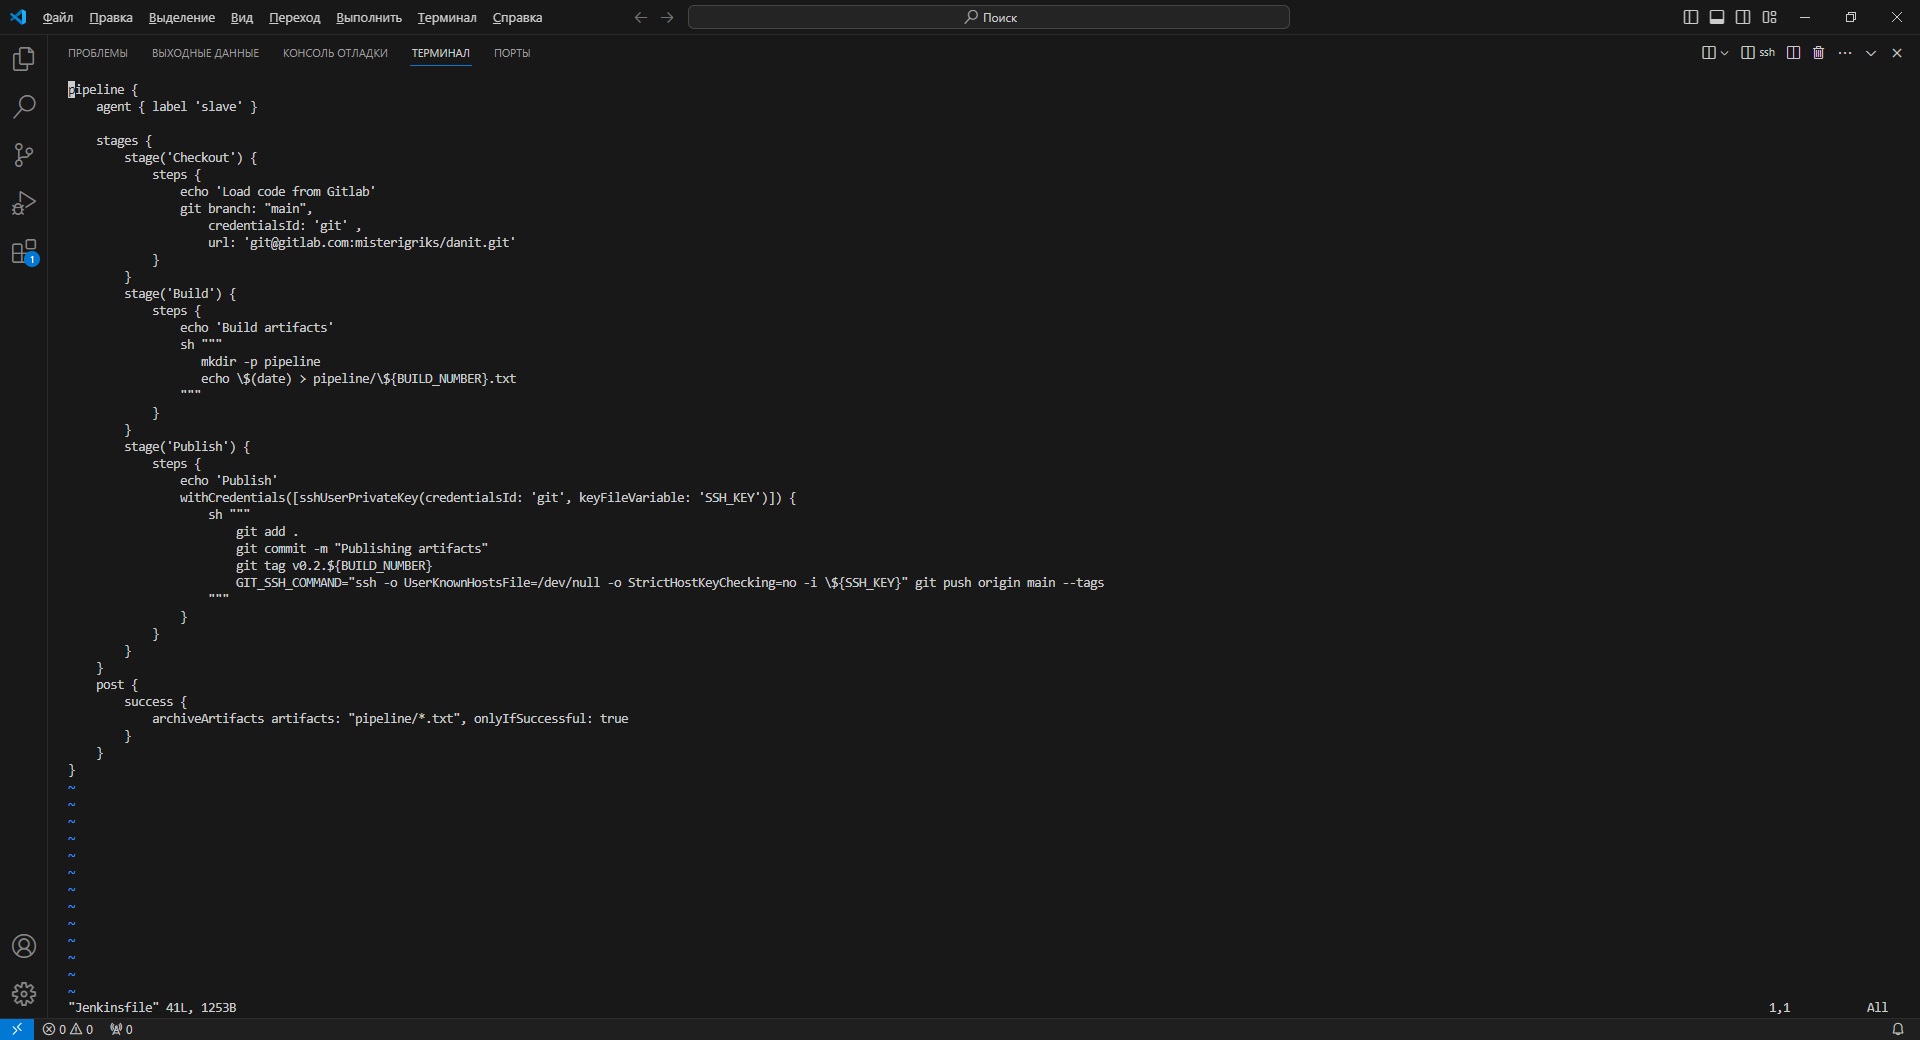 Файл Правка Выделение Вид Переход Выполнить Терминал Справка Поиск
ПРОБЛЕМЫ ВЫХОДНЫЕ ДАННЫЕ КОНСОЛЬ ОТЛАДКИ ТЕРМИНАЛ ПОРТЫ ssh
pipeline {
    agent { label 'slave' }

    stages {
        stage('Checkout') {
            steps {
                echo 'Load code from Gitlab'
                git branch: "main",
                    credentialsId: 'git' ,
                    url: 'git@gitlab.com:misterigriks/danit.git'
            }
        }
        stage('Build') {
            steps {
                echo 'Build artifacts'
                sh """
                   mkdir -p pipeline
                   echo \$(date) > pipeline/\${BUILD_NUMBER}.txt
                """
            }
        }
        stage('Publish') {
            steps {
                echo 'Publish'
                withCredentials([sshUserPrivateKey(credentialsId: 'git', keyFileVariable: 'SSH_KEY')]) {
                    sh """
                        git add .
                        git commit -m "Publishing artifacts"
                        git tag v0.2.${BUILD_NUMBER}
                        GIT_SSH_COMMAND="ssh -o UserKnownHostsFile=/dev/null -o StrictHostKeyChecking=no -i \${SSH_KEY}" git push origin main --tags
                    """
                }
            }
        }
    }
    post {
        success {
            archiveArtifacts artifacts: "pipeline/*.txt", onlyIfSuccessful: true
        }
    }
}
~
~
~
~
~
~
~
~
~
~
~
~
~
"Jenkinsfile" 41L, 1253B 1,1 All
1
0 0 0